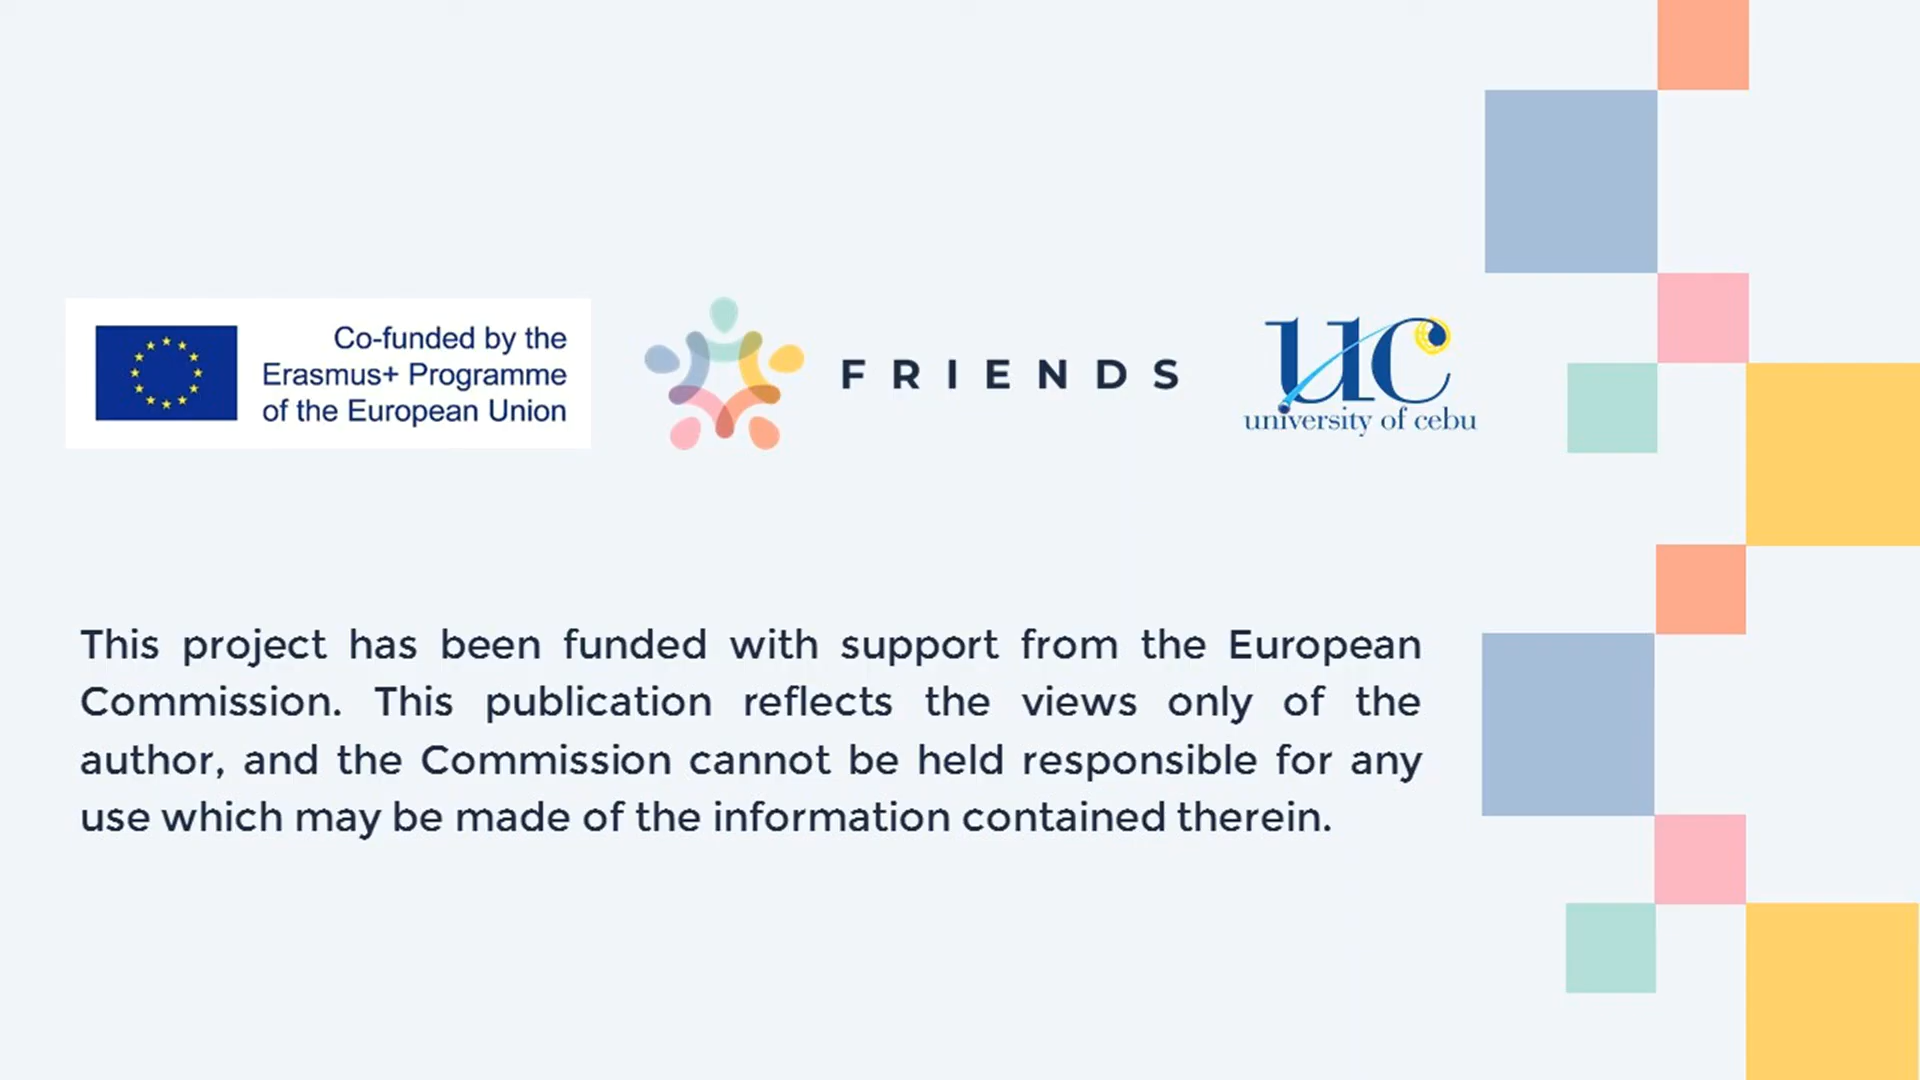 Co-funded by the
Erasmus+ Programme
of the European Union
FRIENDS
uc
university of cebu
This project has been funded with support from the European
Commission. This publication reflects the views only of the
author, and the Commission cannot be held responsible for any
use which may be made of the information contained therein.